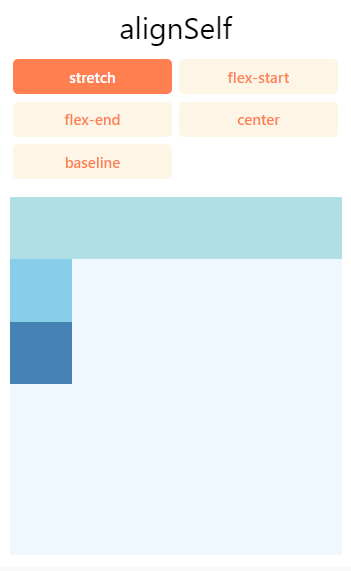 alignSelf
stretch
flex-start
flex-end
center
baseline